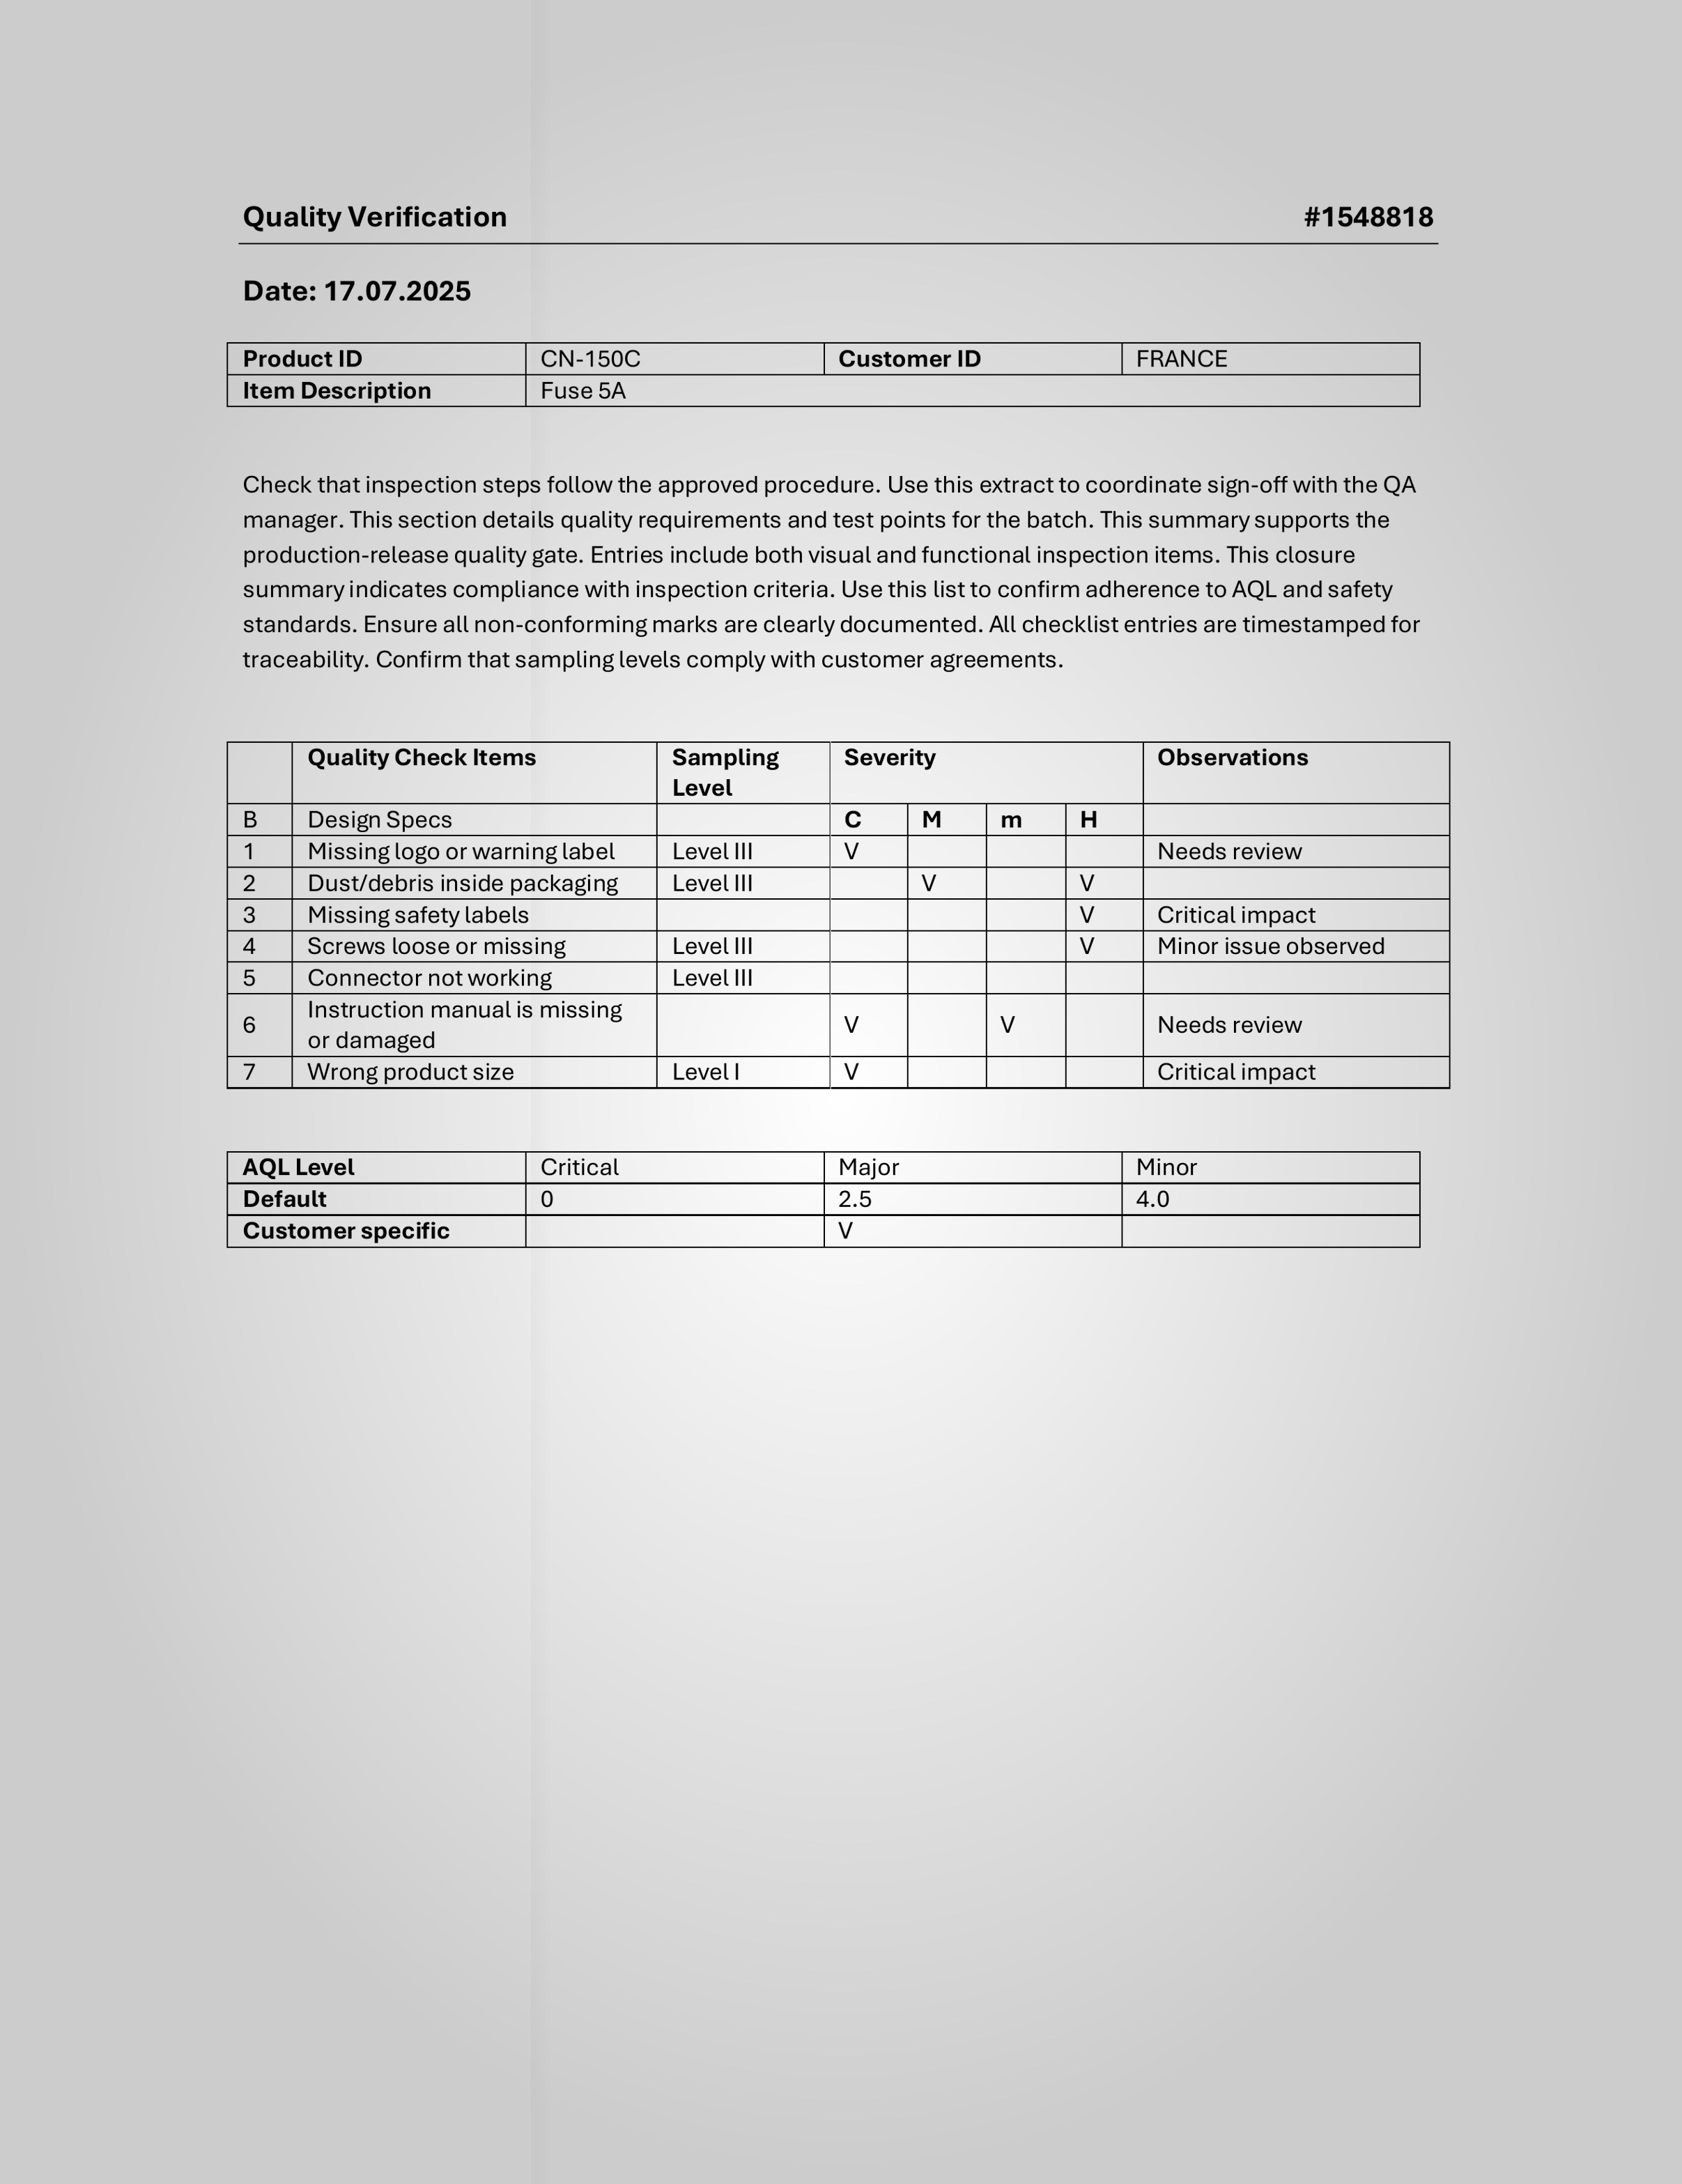 Quality Verification #1548818
Date: 17.07.2025
Product ID CN-150C Customer ID FRANCE
Item Description Fuse 5A
Check that inspection steps follow the approved procedure. Use this extract to coordinate sign-off with the QA
manager. This section details quality requirements and test points for the batch. This summary supports the
production-release quality gate. Entries include both visual and functional inspection items. This closure
summary indicates compliance with inspection criteria. Use this list to confirm adherence to AQL and safety
standards. Ensure all non-conforming marks are clearly documented. All checklist entries are timestamped for
traceability. Confirm that sampling levels comply with customer agreements.
Quality Check Items Sampling Severity Observations
Level
B Design Specs C M m H
1 Missing logo or warning label Level III V Needs review
2 Dust/debris inside packaging Level III V V
3 Missing safety labels V Critical impact
4 Screws loose or missing Level III V Minor issue observed
5 Connector not working Level III
Instruction manual is missing
6 V V Needs review
or damaged
7 Wrong product size Level I V Critical impact
AQL Level Critical Major Minor
Default 0 2.5 4.0
Customer specific V